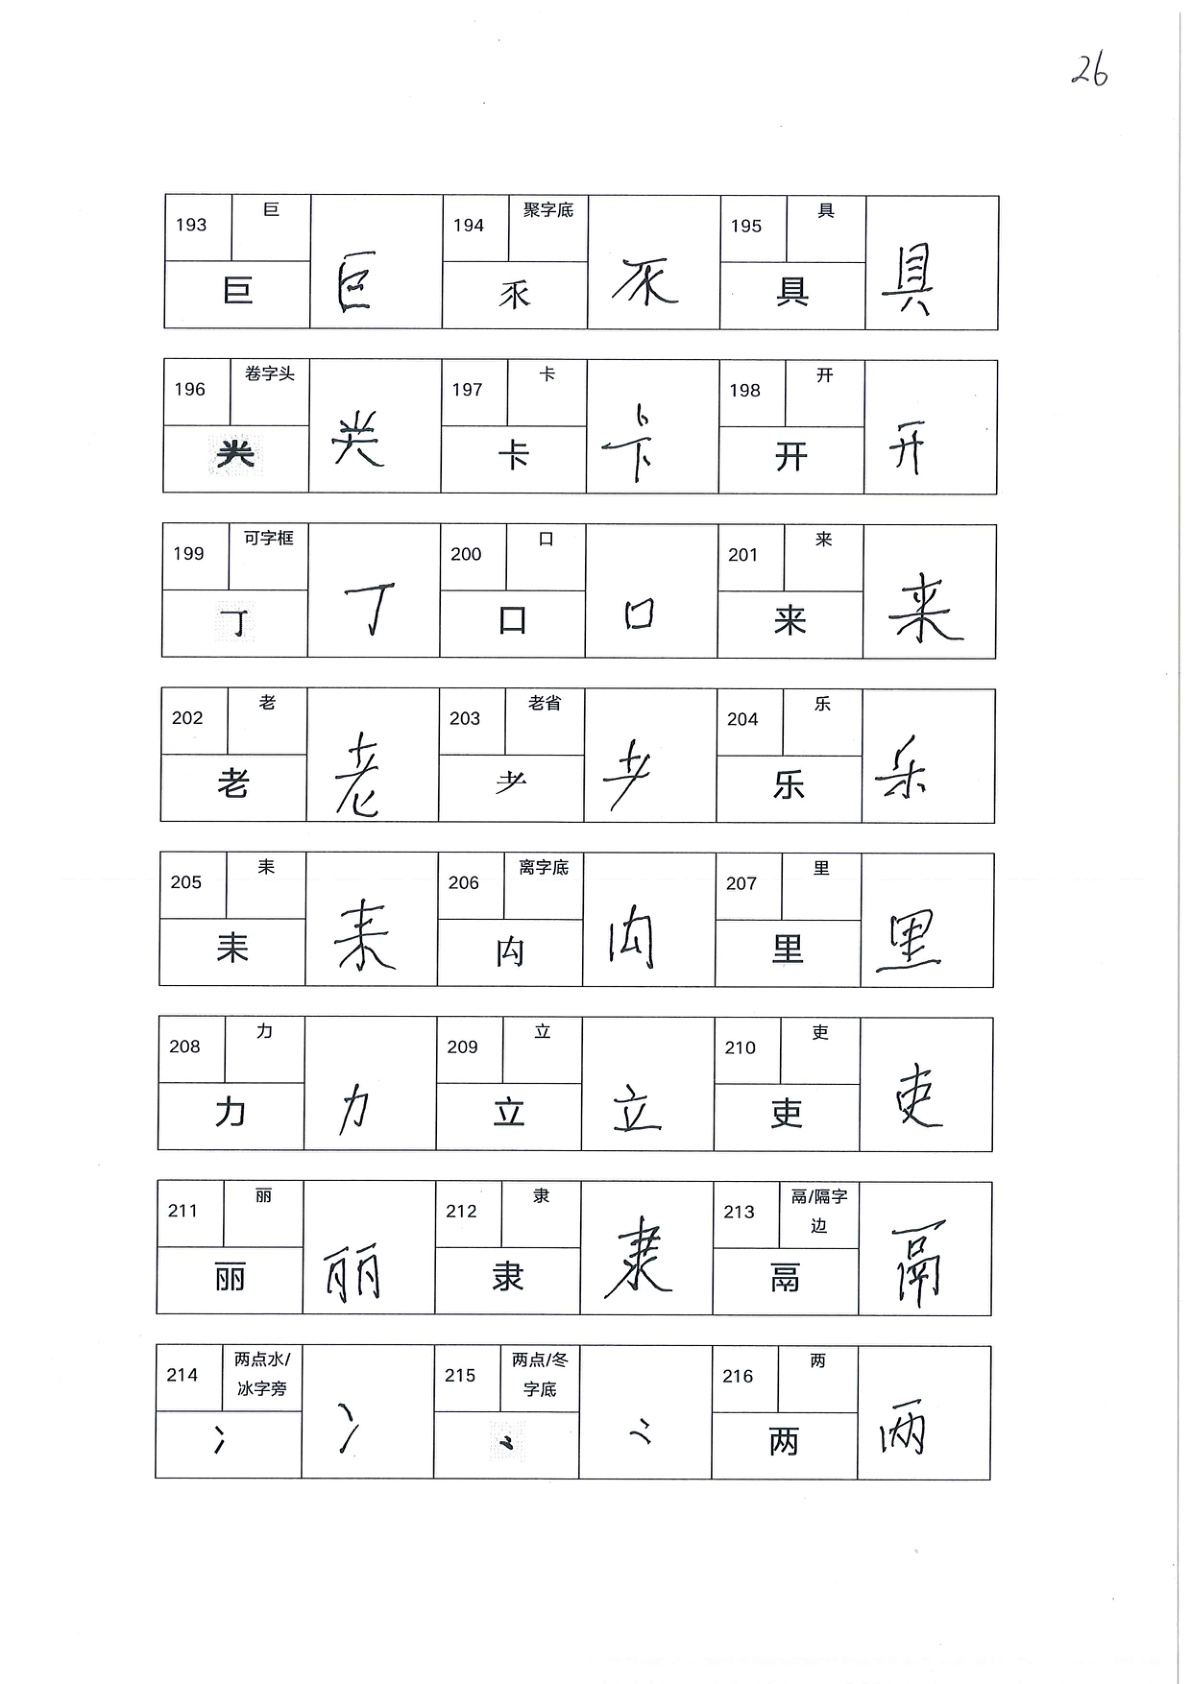 26
193 巨 194 聚字底 195 具
巨 巨 乑 乑 具 具
196 卷字头 197 卡 198 开
龹 龹 卡 卡 开 开
199 可字框 200 口 201 来
丁 丁 口 口 来 来
202 老 203 老省 204 乐
老 老 耂 耂 乐 乐
205 耒 206 离字底 207 里
耒 耒 禸 禸 里 里
208 力 209 立 210 吏
力 力 立 立 吏 吏
211 丽 212 隶 213 鬲/隔字
边
丽 丽 隶 隶 鬲 鬲
214 两点水/ 215 两点/冬 216 两
冰字旁 字底
冫 冫 ⺀ ⺀ 两 两